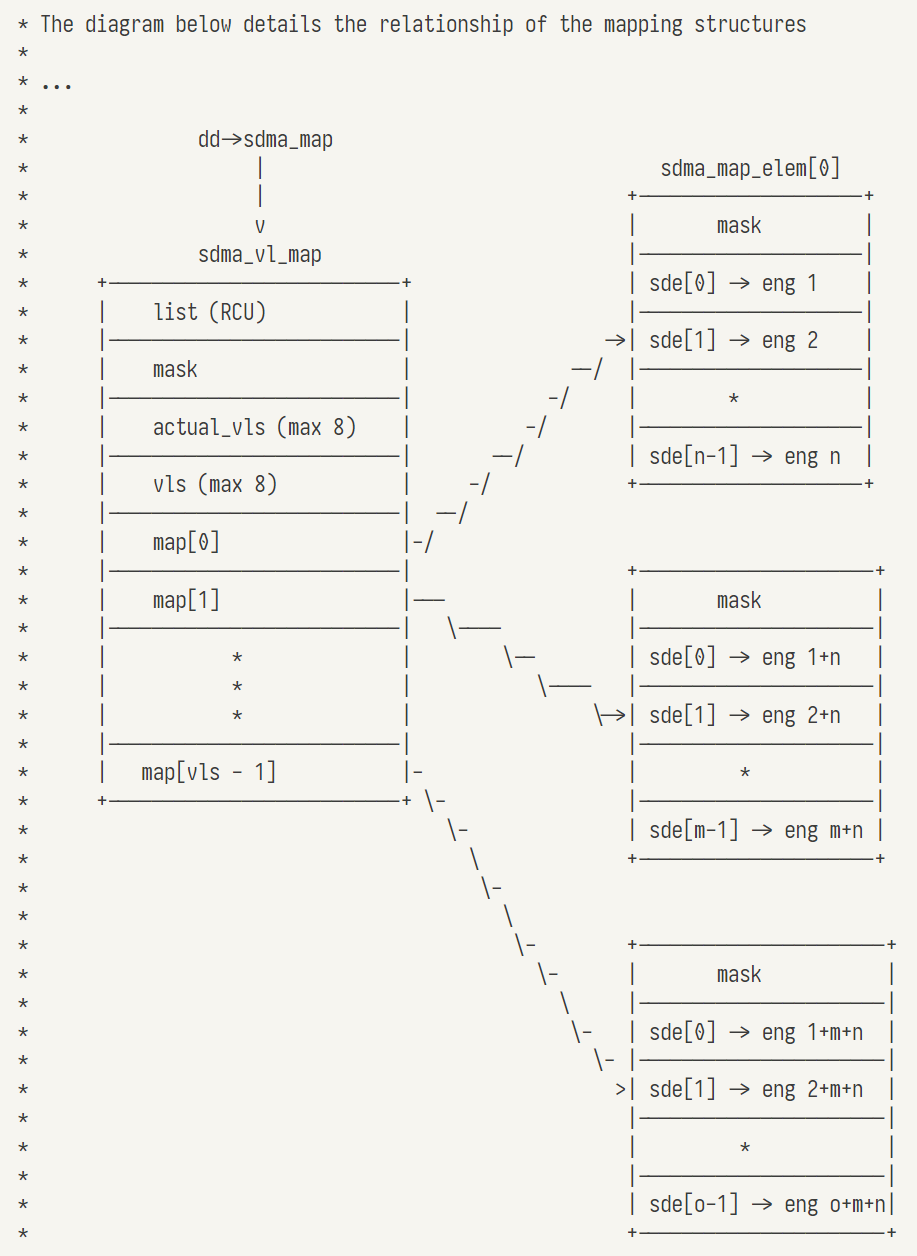 * The diagram below details the relationship of the mapping structures
*
* ...
*
*               dd->sdma_map
*                    |                                   sdma_map_elem[0]
*                    |                                +--------------------+
*                    v                                |       mask         |
*               sdma_vl_map                           |--------------------|
*      +--------------------------+                   | sde[0] -> eng 1    |
*      |    list (RCU)            |                   |--------------------|
*      |--------------------------|                 ->| sde[1] -> eng 2    |
*      |    mask                  |              --/  |--------------------|
*      |--------------------------|            -/     |        *           |
*      |    actual_vls (max 8)    |          -/       |--------------------|
*      |--------------------------|       --/         | sde[n-1] -> eng n  |
*      |    vls (max 8)           |     -/            +--------------------+
*      |--------------------------|  --/
*      |    map[0]                |-/
*      |--------------------------|                   +---------------------+
*      |    map[1]                |---                |       mask          |
*      |--------------------------|   \----           |---------------------|
*      |           *              |        \--        | sde[0] -> eng 1+n   |
*      |           *              |           \----   |---------------------|
*      |           *              |                \->| sde[1] -> eng 2+n   |
*      |--------------------------|                   |---------------------|
*      |   map[vls - 1]           |-                  |         *           |
*      +--------------------------+ \-                |---------------------|
*                                     \-              | sde[m-1] -> eng m+n |
*                                       \             +---------------------+
*                                        \-
*                                          \
*                                           \-        +----------------------+
*                                             \-      |       mask           |
*                                               \     |----------------------|
*                                                \-   | sde[0] -> eng 1+m+n  |
*                                                  \- |----------------------|
*                                                    >| sde[1] -> eng 2+m+n  |
*                                                     |----------------------|
*                                                     |         *            |
*                                                     |----------------------|
*                                                     | sde[o-1] -> eng o+m+n|
*                                                     +----------------------+